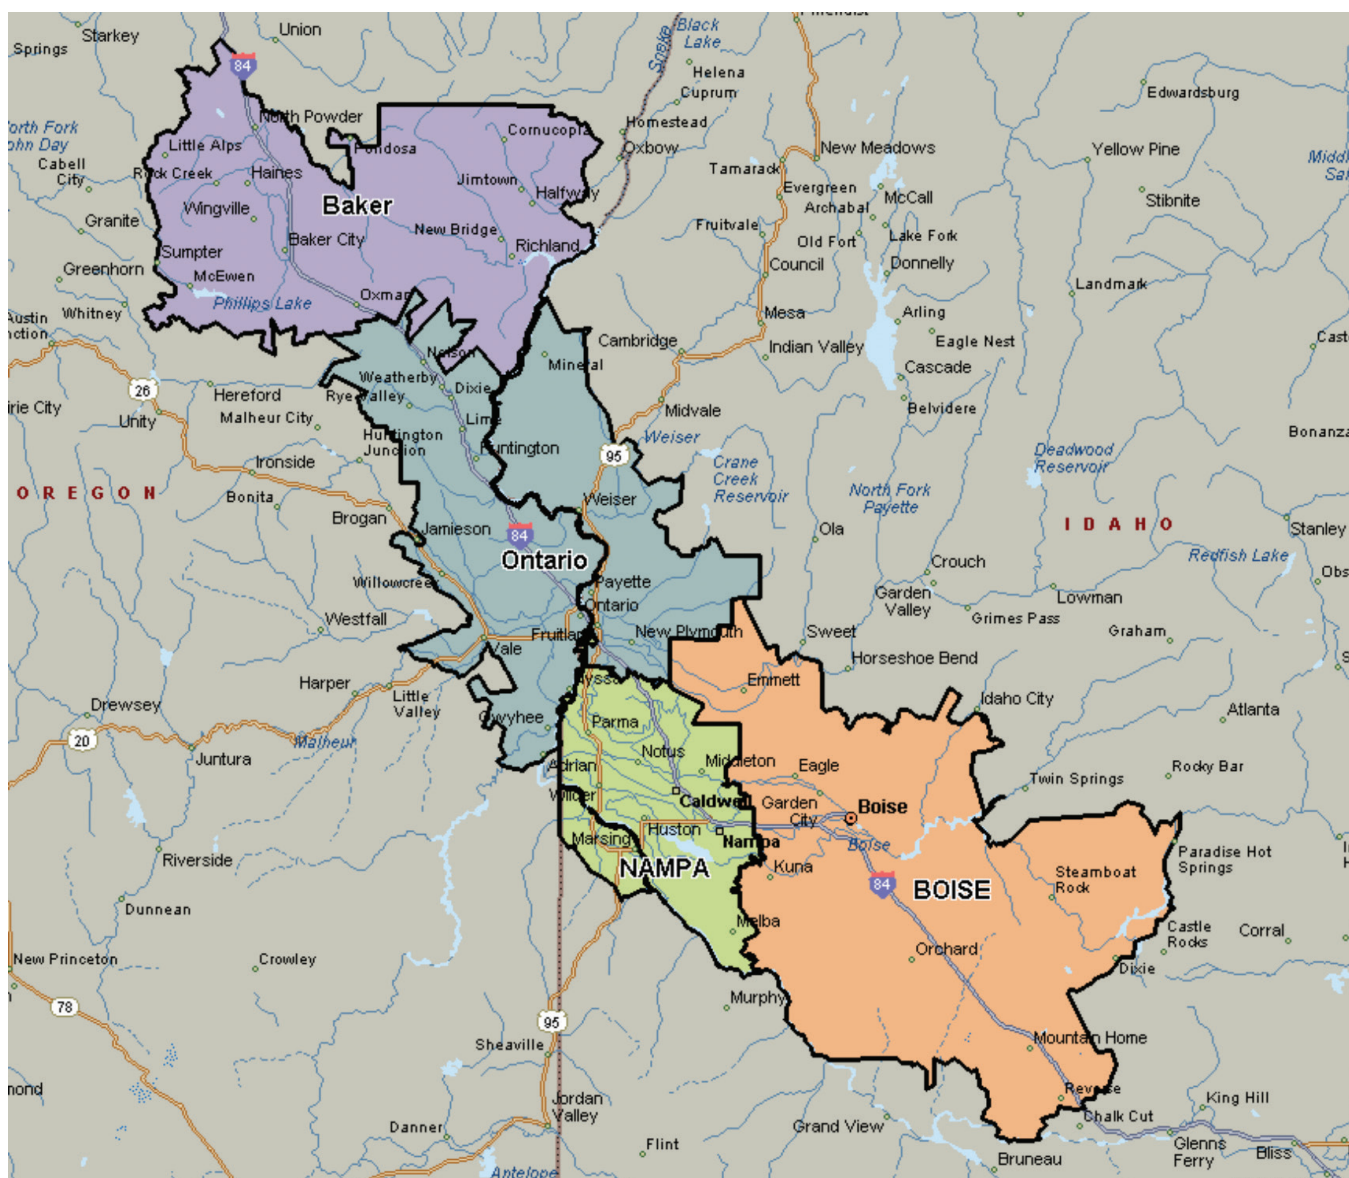 Starkey
Springs
Union
84
Snake
Black
Lake
Helena
Cuprum
Edwardsburg
North Powder
Pondosa
Cornucopia
Homestead
Oxbow
Little Alps
Cabell
City
Rock Creek
Haines
Jimtown
Halfway
New Meadows
Tamarack
Evergreen
Yellow Pine
Stibnite
Wingville
Baker
Granite
New Bridge
Fruitvale
Archabal
McCall
Old Fort
Lake Fork
Baker City
Richland
Sumpter
Greenhorn
McEwen
Council
Donnelly
Whitney
Phillips Lake
Oxman
Landmark
Mesa
Arling
Eagle Nest
Cambridge
Indian Valley
Nelson
Mineral
Weatherby
Dixie
Cascade
26
Hereford
Rye Valley
Belvidere
Unity
Malheur City
Lime
Midvale
Huntington
Junction
Huntington
Weiser
Ironside
95
Crane
Creek
Reservoir
Deadwood
Reservoir
OREGON
Bonita
North Fork
Payette
Weiser
Brogan
Jamieson
84
Ola
IDAHO
Stanley
Ontario
Redfish Lake
Willowcreek
Payette
Crouch
Garden
Valley
Lowman
Ontario
Westfall
Fruitland
New Plymouth
Sweet
Grimes Pass
Graham
Vale
Horseshoe Bend
Harper
Little
Valley
Nyssa
Emmett
Idaho City
Drewsey
Owyhee
Parma
Atlanta
20
Malheur
Juntura
Notus
Adrian
Middleton
Eagle
Twin Springs
Rocky Bar
Wilder
Caldwell
Garden
City
Boise
Marsing
Huston
Nampa
Boise
Riverside
NAMPA
Kuna
84
BOISE
Steamboat
Rock
Paradise Hot
Springs
Dunnean
Melba
Castle
Rocks
Corral
New Princeton
Crowley
Orchard
Dixie
78
Murphy
95
Sheaville
Mountain Home
Reverse
Jordan
Valley
King Hill
Chalk Cut
Danner
Grand View
Flint
Glenns
Ferry
Bliss
Bruneau
Antelope